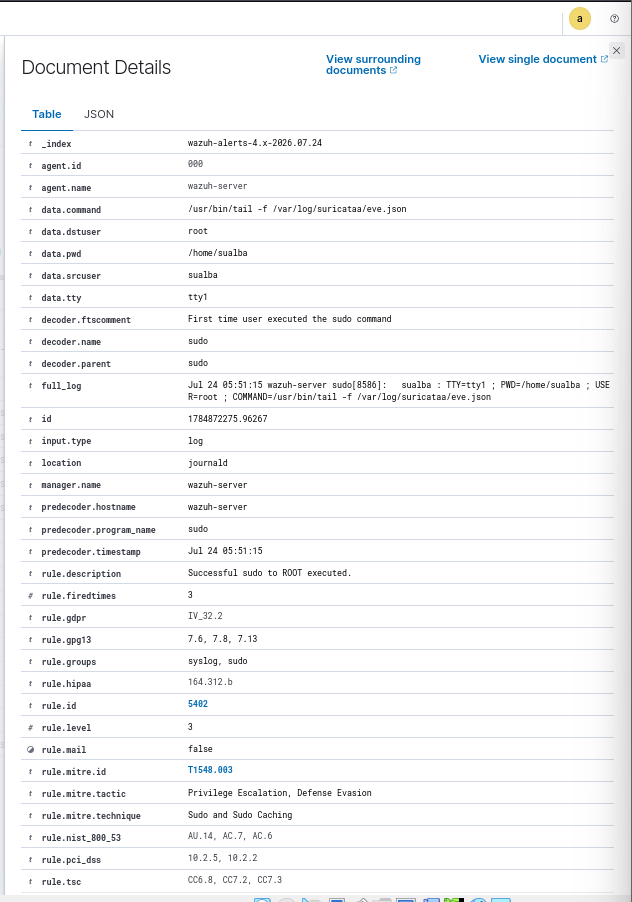 a
Document Details
View surrounding
documents
View single document
Table JSON
t _index wazuh-alerts-4.x-2026.07.24
t agent.id 000
t agent.name wazuh-server
t data.command /usr/bin/tail -f /var/log/suricataa/eve.json
t data.dstuser root
t data.pwd /home/sualba
t data.srcuser sualba
t data.tty tty1
t decoder.ftscomment First time user executed the sudo command
t decoder.name sudo
t decoder.parent sudo
t full_log Jul 24 05:51:15 wazuh-server sudo[8586]:   sualba : TTY=tty1 ; PWD=/home/sualba ; USE
R=root ; COMMAND=/usr/bin/tail -f /var/log/suricataa/eve.json
t id 1784872275.96267
t input.type log
t location journald
t manager.name wazuh-server
t predecoder.hostname wazuh-server
t predecoder.program_name sudo
t predecoder.timestamp Jul 24 05:51:15
t rule.description Successful sudo to ROOT executed.
# rule.firedtimes 3
t rule.gdpr IV_32.2
t rule.gpg13 7.6, 7.8, 7.13
t rule.groups syslog, sudo
t rule.hipaa 164.312.b
t rule.id 5402
# rule.level 3
rule.mail false
t rule.mitre.id T1548.003
t rule.mitre.tactic Privilege Escalation, Defense Evasion
t rule.mitre.technique Sudo and Sudo Caching
t rule.nist_800_53 AU.14, AC.7, AC.6
t rule.pci_dss 10.2.5, 10.2.2
t rule.tsc CC6.8, CC7.2, CC7.3